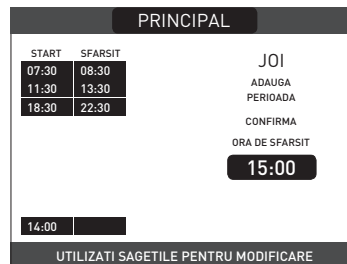 PRINCIPAL
START SFARSIT
07:30 08:30
11:30 13:30
18:30 22:30
14:00
JOI
ADAUGA
PERIOADA
CONFIRMA
ORA DE SFARSIT
15:00
UTILIZATI SAGETILE PENTRU MODIFICARE